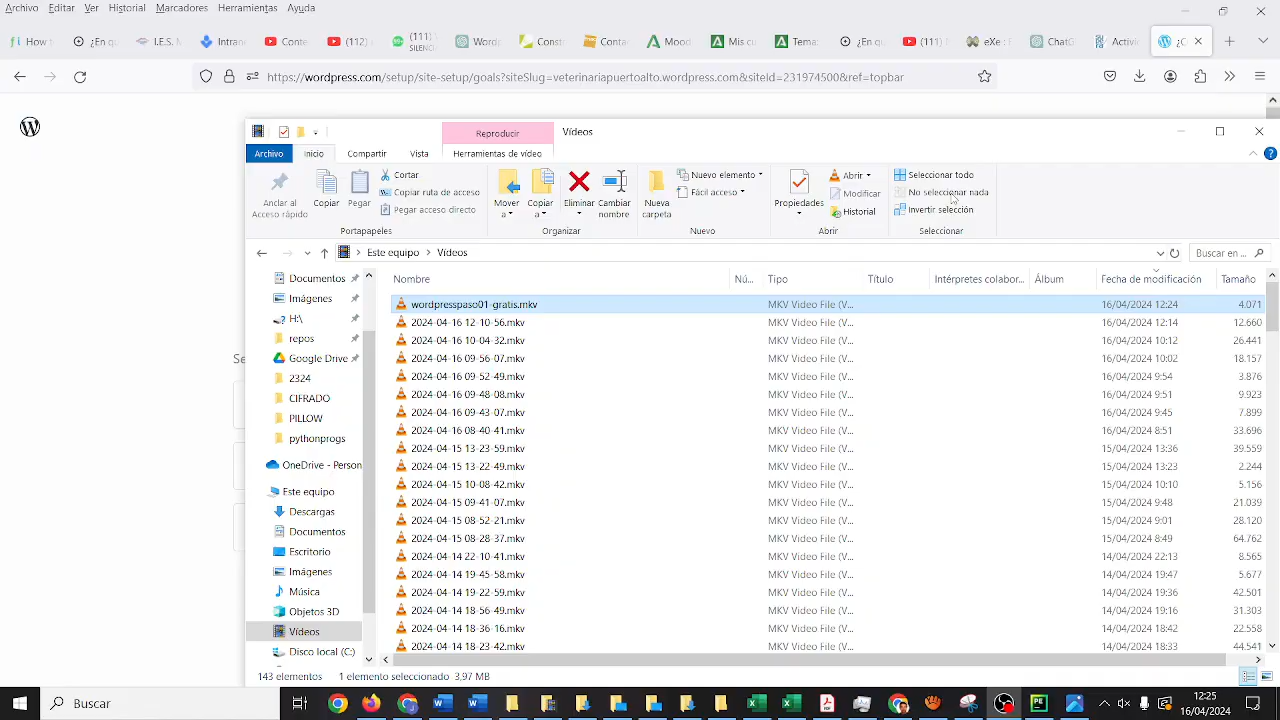 Archivo Editar Ver Historial Marcadores Herramientas Ayuda
How t ¿En qu I.E.S. M Intran Conte (112) (111) SILENCI Wordp Const Conta Mood Mis cu Tema: ¿En qu (111) eXe : ChatG Activi ¿C
https://wordpress.com/setup/site-setup/goals?siteSlug=veterinariapuertoalto.wordpress.com&siteId=231974500&ref=topbar
Reproducir Vídeos
Archivo Inicio Compartir Vista Herramientas de vídeo
Anclar al Acceso rápido Copiar Pegar Cortar Copiar ruta de acceso Pegar acceso directo
Mover a Copiar a Eliminar Cambiar nombre Nueva carpeta Nuevo elemento Fácil acceso
Propiedades Abrir Modificar Historial Seleccionar todo No seleccionar nada Invertir selección
Portapapeles Organizar Nuevo Abrir Seleccionar
Este equipo > Vídeos Buscar en ...
Nombre Nú... Tipo Título Intérpretes colabor... Álbum Fecha de modificación Tamaño
Documentos
Imágenes
H:\
repos
Google Drive
2324
CIFRADO
PILLOW
pythonprogs
OneDrive - Person
Este equipo
Descargas
Documentos
Escritorio
Imágenes
Música
Objetos 3D
Vídeos
Disco local (C:)
Se
wordpresspaso01-gratis.mkv MKV Video File (V... 16/04/2024 12:24 4.071
2024-04-16 12-10-56.mkv MKV Video File (V... 16/04/2024 12:14 12.660
2024-04-16 10-04-32.mkv MKV Video File (V... 16/04/2024 10:12 26.441
2024-04-16 09-56-07.mkv MKV Video File (V... 16/04/2024 10:02 18.157
2024-04-16 09-52-49.mkv MKV Video File (V... 16/04/2024 9:54 3.876
2024-04-16 09-48-08.mkv MKV Video File (V... 16/04/2024 9:51 9.923
2024-04-16 09-43-07.mkv MKV Video File (V... 16/04/2024 9:45 7.899
2024-04-16 08-40-41.mkv MKV Video File (V... 16/04/2024 8:51 33.696
2024-04-15 13-23-59.mkv MKV Video File (V... 15/04/2024 13:36 39.559
2024-04-15 13-22-49.mkv MKV Video File (V... 15/04/2024 13:23 2.244
2024-04-15 10-08-42.mkv MKV Video File (V... 15/04/2024 10:10 5.156
2024-04-15 09-41-07.mkv MKV Video File (V... 15/04/2024 9:48 21.039
2024-04-15 08-52-21.mkv MKV Video File (V... 15/04/2024 9:01 28.120
2024-04-15 08-28-37.mkv MKV Video File (V... 15/04/2024 8:49 64.762
2024-04-14 22-10-41.mkv MKV Video File (V... 14/04/2024 22:13 8.565
2024-04-14 19-45-58.mkv MKV Video File (V... 14/04/2024 19:47 5.677
2024-04-14 19-22-59.mkv MKV Video File (V... 14/04/2024 19:36 42.501
2024-04-14 18-56-49.mkv MKV Video File (V... 14/04/2024 19:16 31.303
2024-04-14 18-36-16.mkv MKV Video File (V... 14/04/2024 18:42 22.558
2024-04-14 18-23-42.mkv MKV Video File (V... 14/04/2024 18:33 44.541
143 elementos 1 elemento seleccionado 3,97 MB
Buscar
12:25
16/04/2024